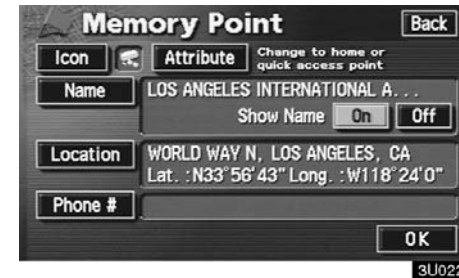 Memory Point Back
Icon Attribute Change to home or
quick access point
Name LOS ANGELES INTERNATIONAL A...
Show Name On Off
Location WORLD WAY N, LOS ANGELES, CA
Lat. :N33°56'43" Long. :W118°24'0"
Phone #
OK